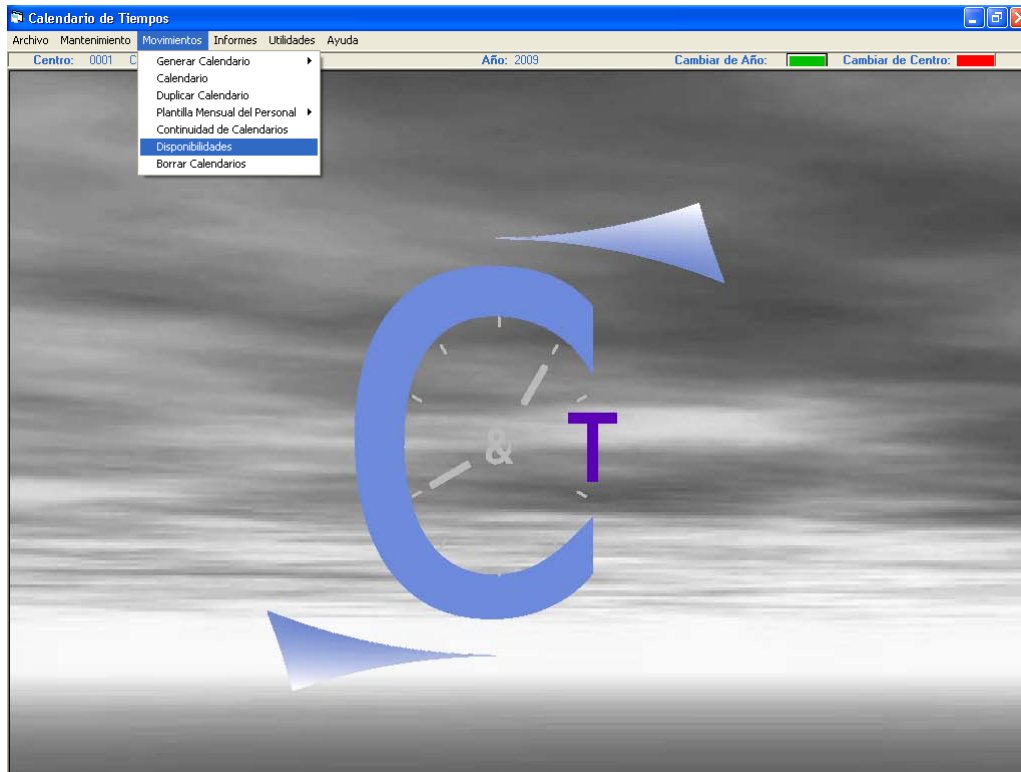 Calendario de Tiempos
Archivo Mantenimiento Movimientos Informes Utilidades Ayuda
Centro: 0001 C Año: 2009 Cambiar de Año: Cambiar de Centro:
Generar Calendario
Calendario
Duplicar Calendario
Plantilla Mensual del Personal
Continuidad de Calendarios
Disponibilidades
Borrar Calendarios
C
&
T